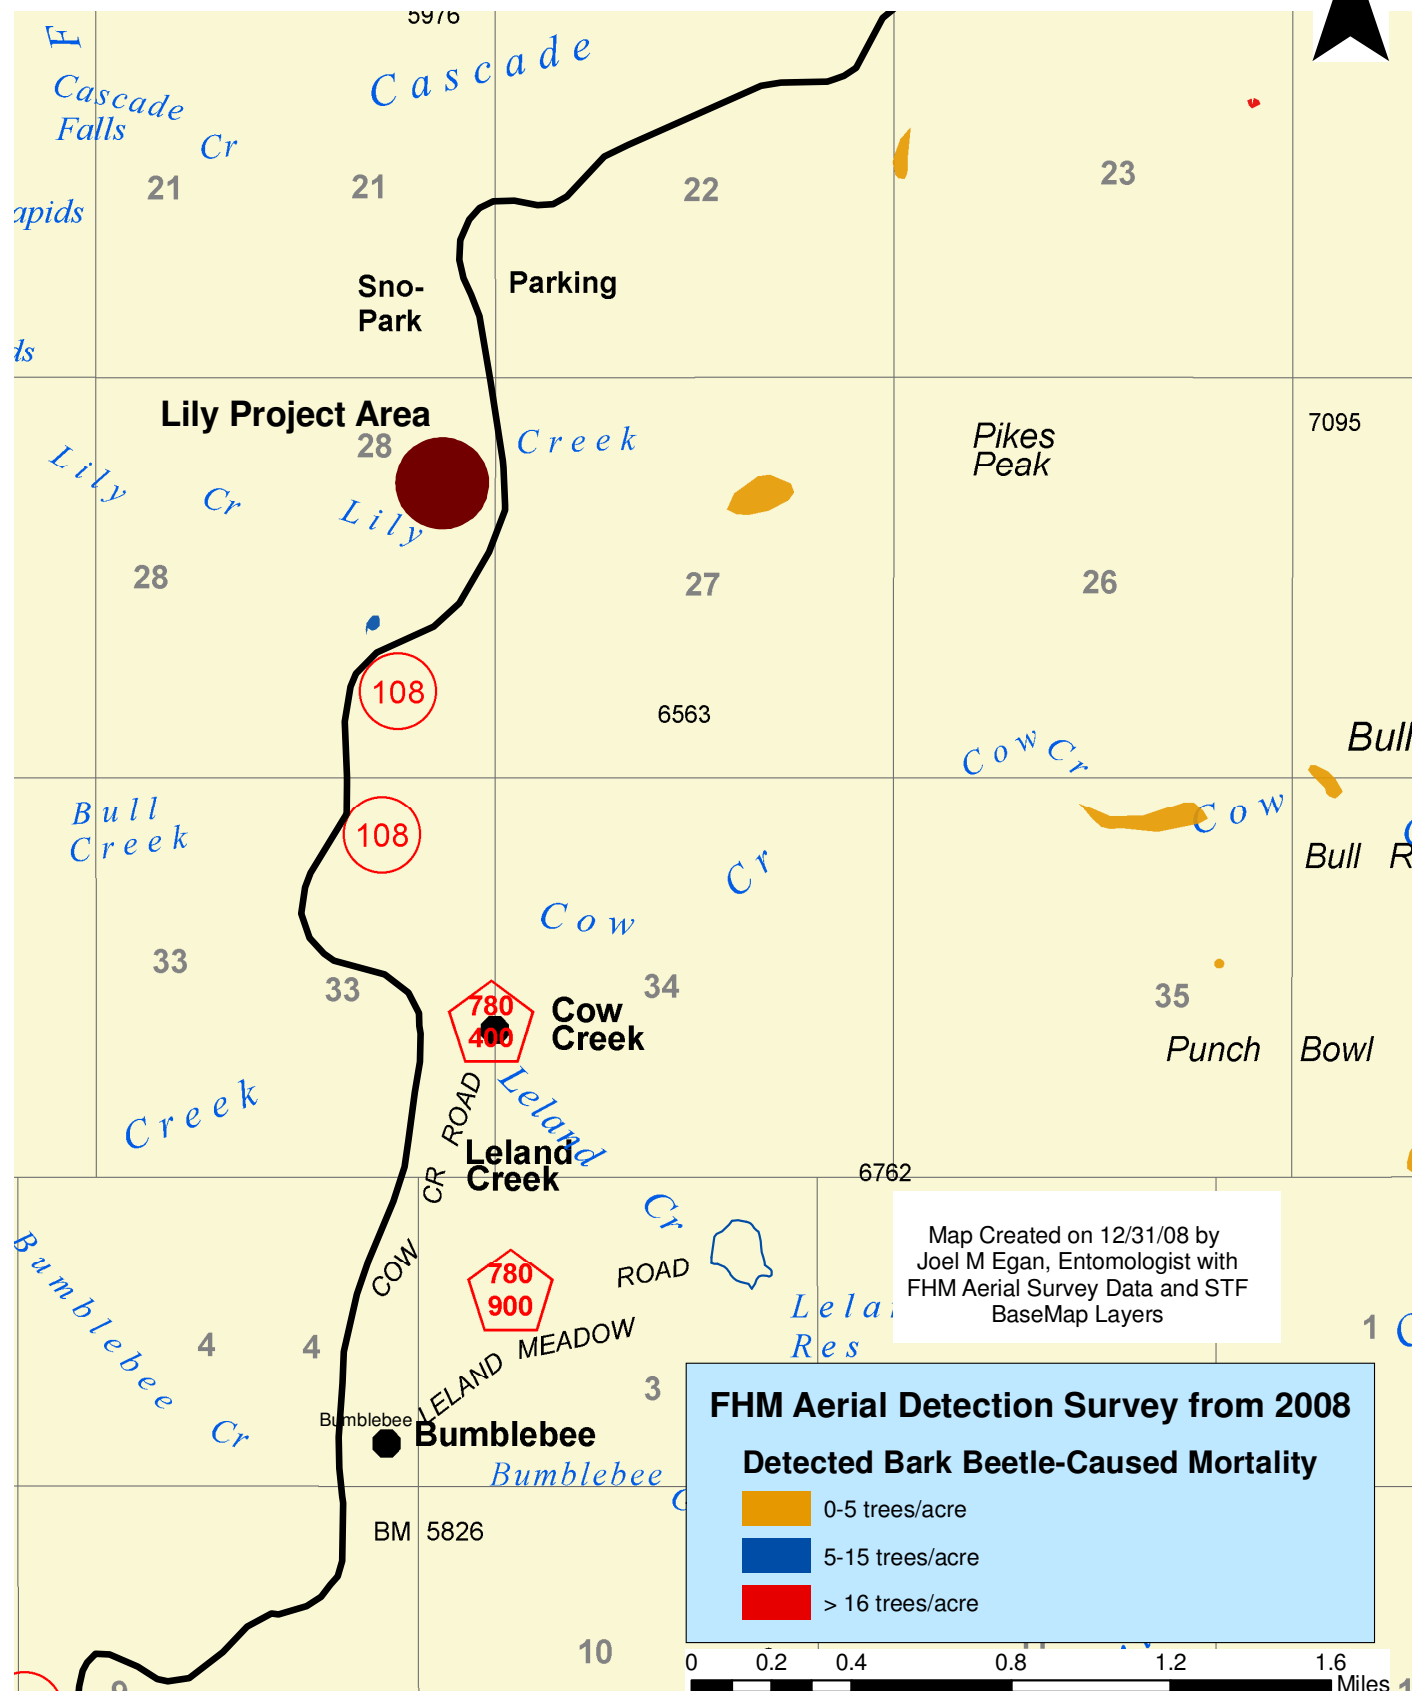 5976
F
Cascade
Cascade
Falls
Cr
21
21
22
23
apids
Sno-
Park
Parking
ds
Lily Project Area
28
Creek
Pikes
Peak
7095
Lily
Cr
Lily
28
27
26
108
6563
Bull
Cow Cr
Bull
Creek
108
Cow
Bull R
Cr
Cow
33
33
34
35
780
400
Cow
Creek
Punch Bowl
Creek
ROAD
Leland
Leland
Creek
CR
6762
Cr
Bumblebee
COW
780
900
ROAD
Map Created on 12/31/08 by
Joel M Egan, Entomologist with
FHM Aerial Survey Data and STF
BaseMap Layers
Res
4
4
MEADOW
LELAND
3
1
Cr
Bumblebee
Bumblebee
Bumblebee
BM 5826
FHM Aerial Detection Survey from 2008
Detected Bark Beetle-Caused Mortality
0-5 trees/acre
5-15 trees/acre
> 16 trees/acre
10
9
0 0.2 0.4 0.8 1.2 1.6
Miles